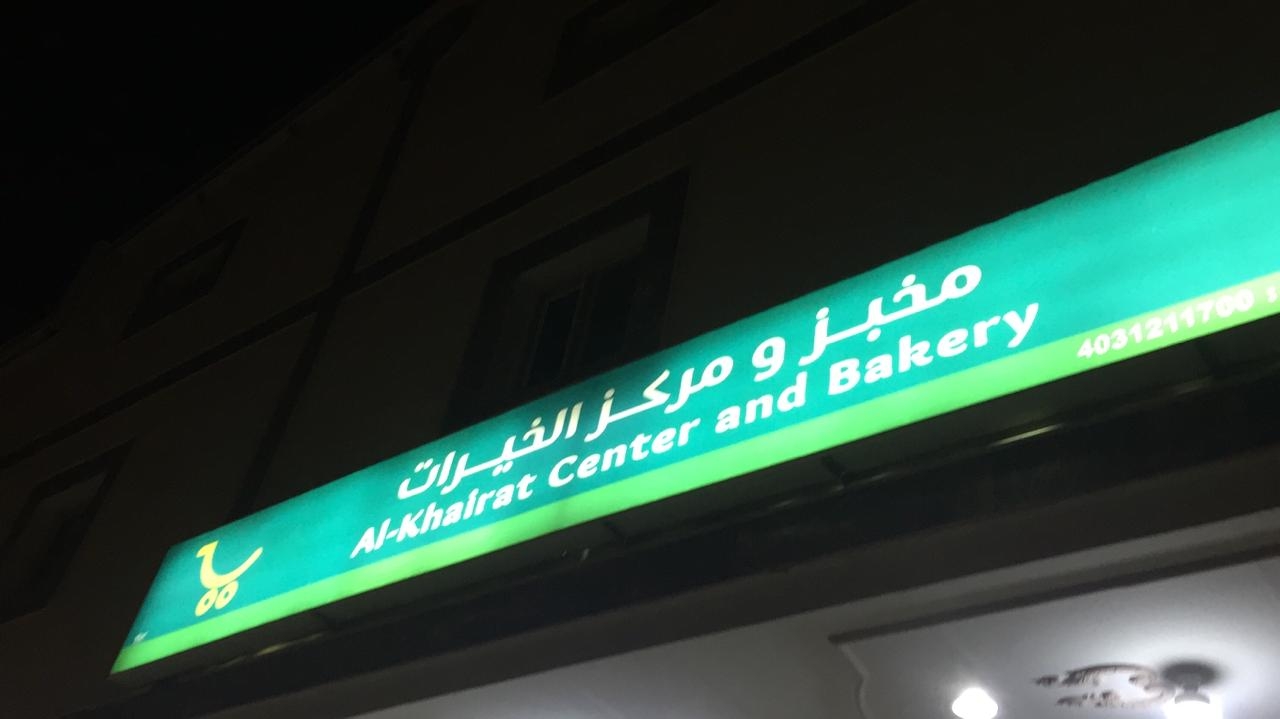 مخبز و مركز الخيرات
Al-Khairat Center and Bakery
4031211700 :